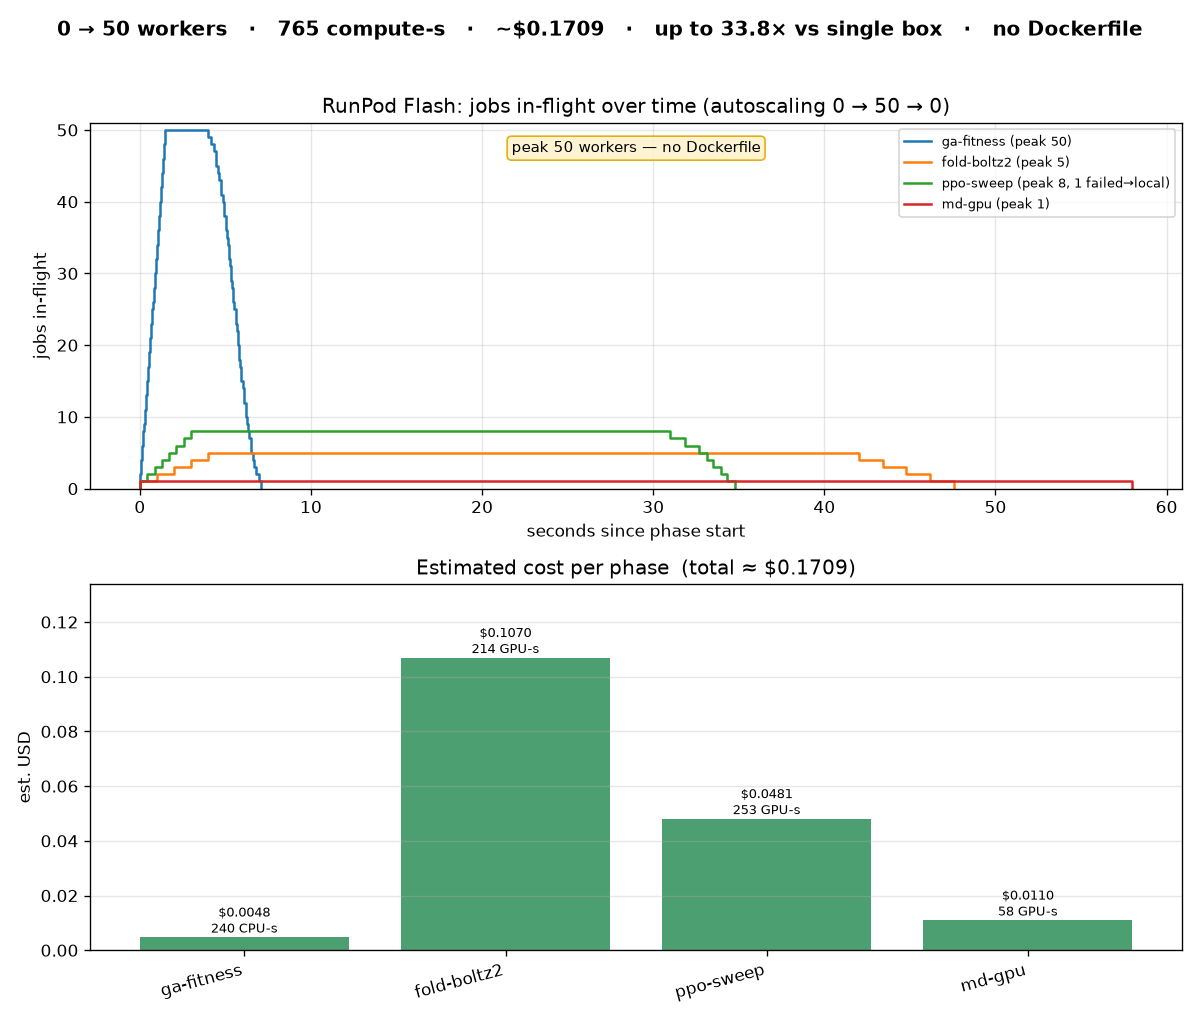 0 → 50 workers · 765 compute-s · ~$0.1709 · up to 33.8× vs single box · no Dockerfile
RunPod Flash: jobs in-flight over time (autoscaling 0 → 50 → 0)
peak 50 workers — no Dockerfile
ga-fitness (peak 50)
fold-boltz2 (peak 5)
ppo-sweep (peak 8, 1 failed→local)
md-gpu (peak 1)
jobs in-flight
50
40
30
20
10
0
0 10 20 30 40 50 60
seconds since phase start
Estimated cost per phase (total ≈ $0.1709)
est. USD
0.12
0.10
0.08
0.06
0.04
0.02
0.00
$0.0048
240 CPU-s
$0.1070
214 GPU-s
$0.0481
253 GPU-s
$0.0110
58 GPU-s
ga-fitness
fold-boltz2
ppo-sweep
md-gpu